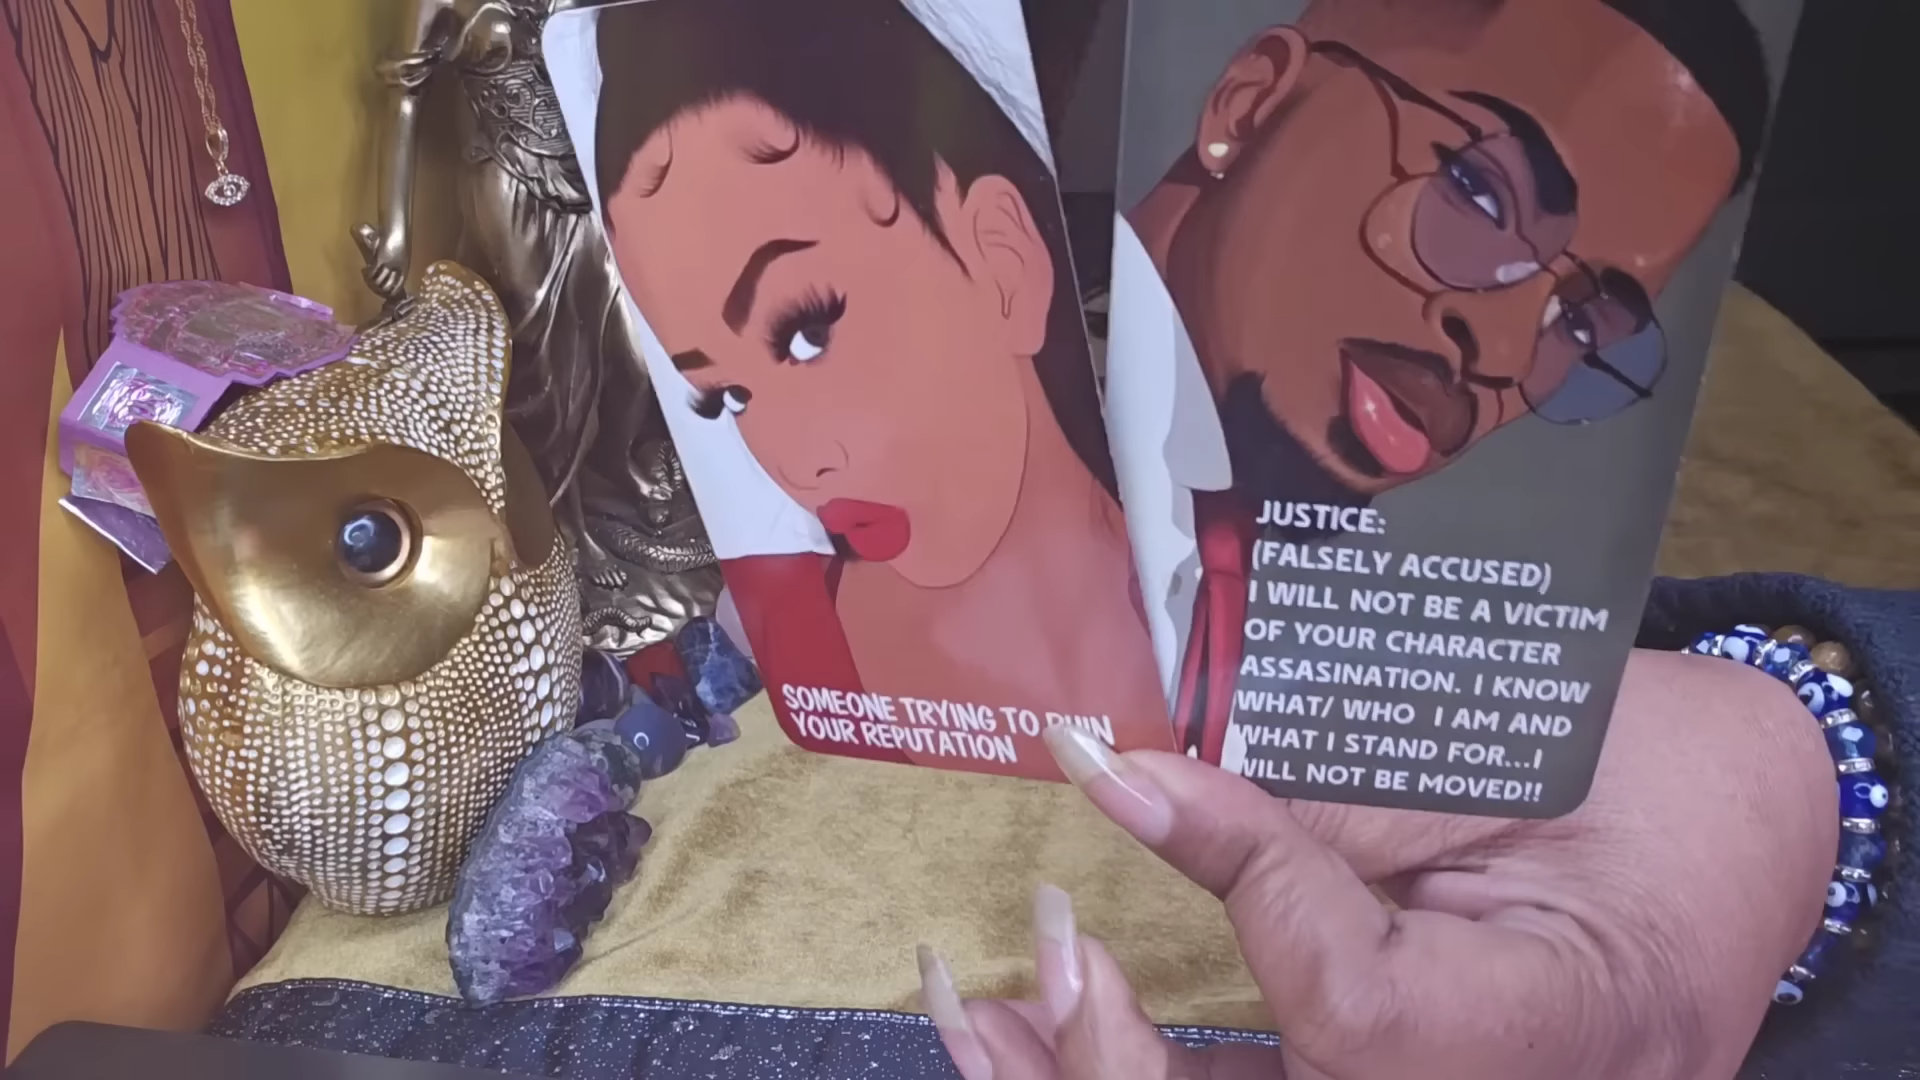 SOMEONE TRYING TO RUIN
YOUR REPUTATION
JUSTICE:
(FALSELY ACCUSED)
I WILL NOT BE A VICTIM
OF YOUR CHARACTER
ASSASINATION. I KNOW
WHAT/ WHO I AM AND
WHAT I STAND FOR...I
WILL NOT BE MOVED!!